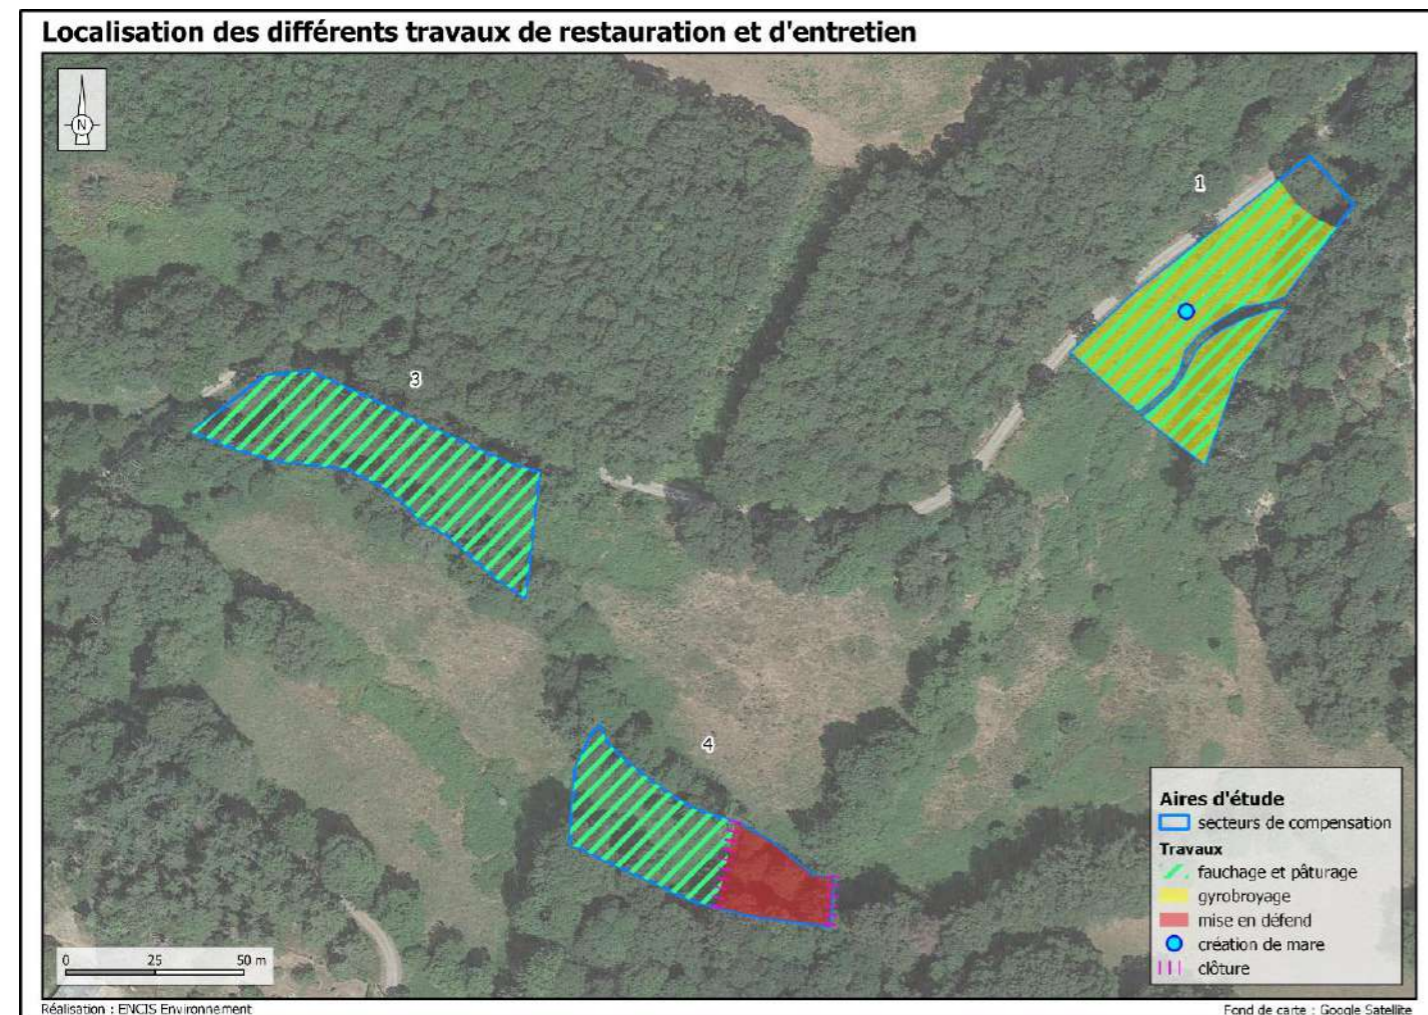 Localisation des différents travaux de restauration et d'entretien
N
1
3
4
Aires d'étude
secteurs de compensation
Travaux
fauchage et pâturage
gyrobroyage
mise en défend
création de mare
clôture
0 25 50 m
Réalisation : ENCIS Environnement
Fond de carte : Google Satellite